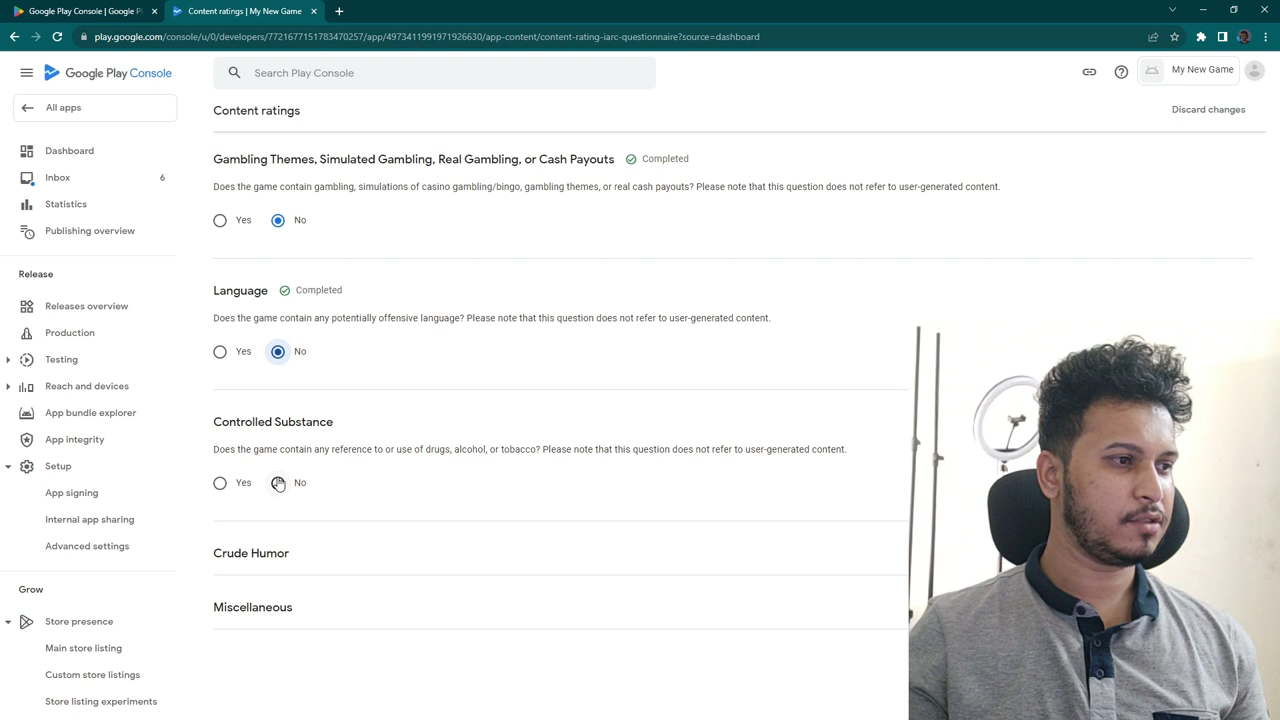 Google Play Console | Google Pl
Content ratings | My New Game
play.google.com/console/u/0/developers/7721677151783470257/app/4973411991971926630/app-content/content-rating-iarc-questionnaire?source=dashboard
Google Play Console
Search Play Console
My New Game
All apps
Content ratings
Discard changes
Dashboard
Inbox 6
Statistics
Publishing overview
Release
Releases overview
Production
Testing
Reach and devices
App bundle explorer
App integrity
Setup
App signing
Internal app sharing
Advanced settings
Grow
Store presence
Main store listing
Custom store listings
Store listing experiments
Gambling Themes, Simulated Gambling, Real Gambling, or Cash Payouts Completed
Does the game contain gambling, simulations of casino gambling/bingo, gambling themes, or real cash payouts? Please note that this question does not refer to user-generated content.
Yes No
Language Completed
Does the game contain any potentially offensive language? Please note that this question does not refer to user-generated content.
Yes No
Controlled Substance
Does the game contain any reference to or use of drugs, alcohol, or tobacco? Please note that this question does not refer to user-generated content.
Yes No
Crude Humor
Miscellaneous